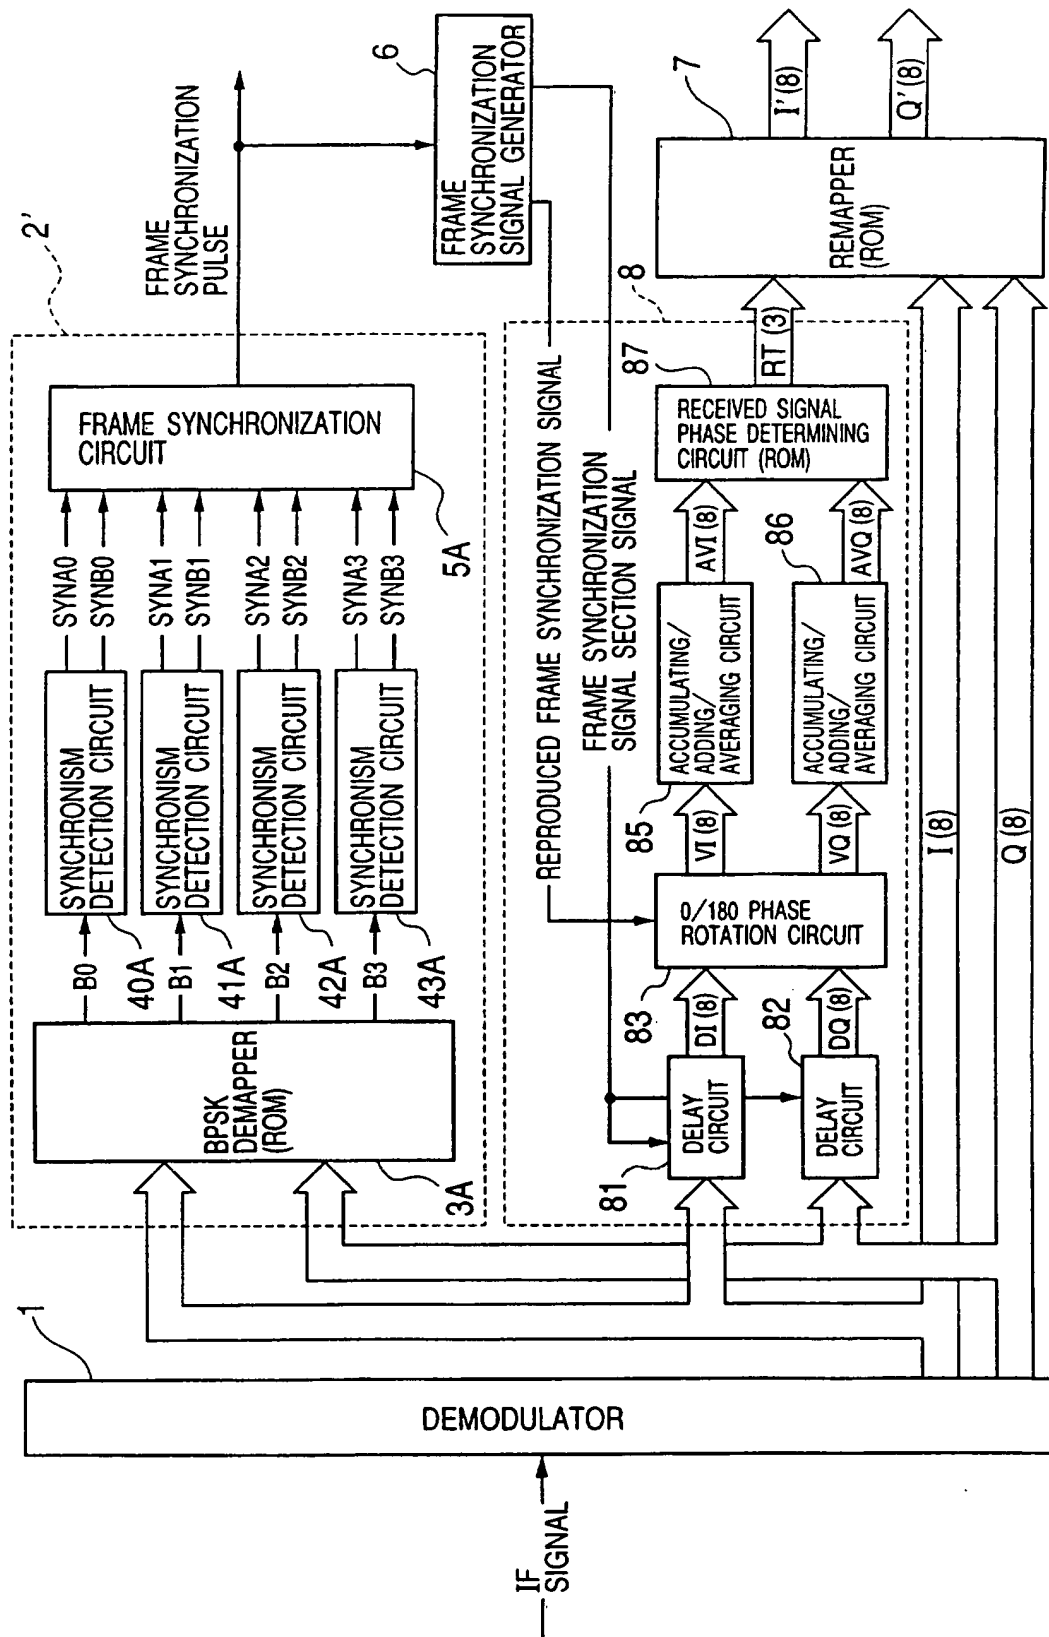 IF
SIGNAL
1
DEMODULATOR
2'
BPSK
DEMAPPER
(ROM)
3A
B0
40A
B1
41A
B2
42A
B3
43A
SYNCHRONISM
DETECTION CIRCUIT
SYNCHRONISM
DETECTION CIRCUIT
SYNCHRONISM
DETECTION CIRCUIT
SYNCHRONISM
DETECTION CIRCUIT
SYNA0
SYNB0
SYNA1
SYNB1
SYNA2
SYNB2
SYNA3
SYNB3
FRAME SYNCHRONIZATION
CIRCUIT
5A
FRAME
SYNCHRONIZATION
PULSE
6
FRAME
SYNCHRONIZATION
SIGNAL GENERATOR
REPRODUCED FRAME SYNCHRONIZATION SIGNAL
FRAME SYNCHRONIZATION
SIGNAL SECTION SIGNAL
8
81
DELAY
CIRCUIT
82
DELAY
CIRCUIT
DI (8)
DQ (8)
83
0/180 PHASE
ROTATION CIRCUIT
VI (8)
VQ (8)
85
ACCUMULATING/
ADDING/
AVERAGING CIRCUIT
86
ACCUMULATING/
ADDING/
AVERAGING CIRCUIT
AVI (8)
AVQ (8)
87
RECEIVED SIGNAL
PHASE DETERMINING
CIRCUIT (ROM)
RT (3)
I (8)
Q (8)
7
REMAPPER
(ROM)
I' (8)
Q' (8)